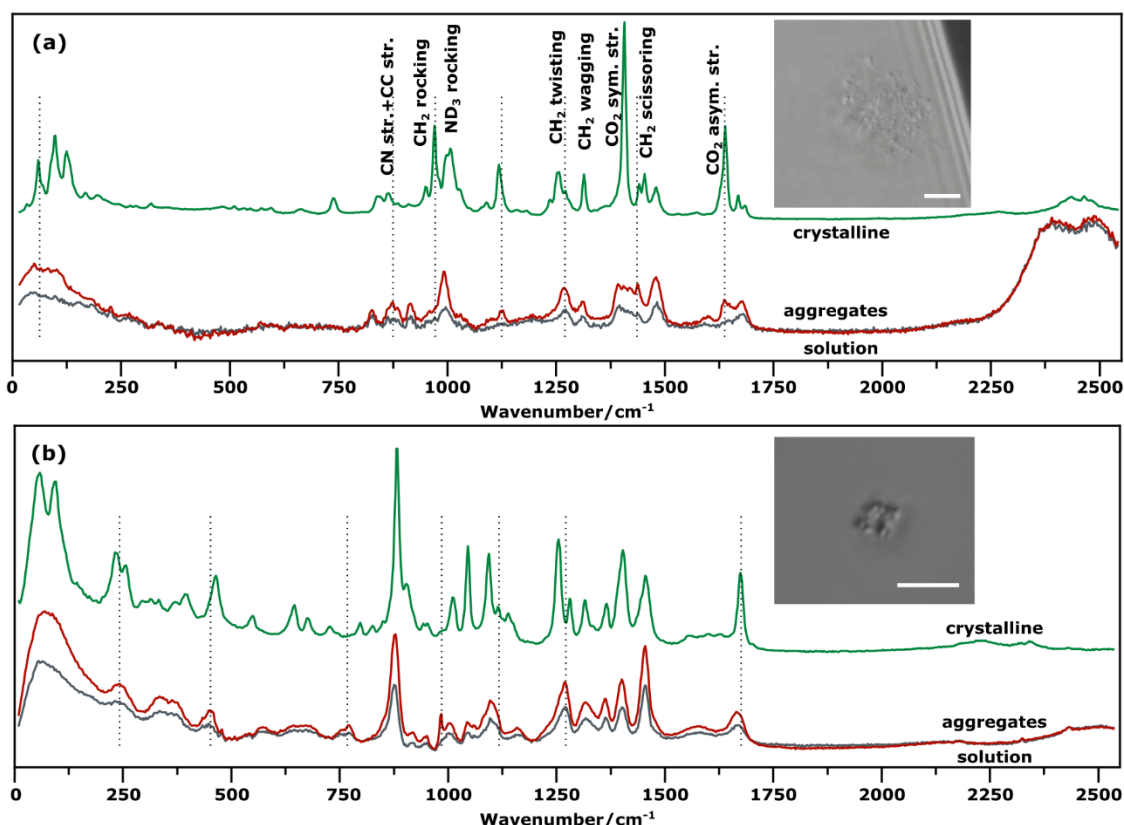 (a)
CN str.+CC str.
CH₂ rocking
ND₃ rocking
CH₂ twisting
CH₂ wagging
CO₂ sym. str.
CH₂ scissoring
CO₂ asym. str.
crystalline
aggregates
solution
0 250 500 750 1000 1250 1500 1750 2000 2250 2500
Wavenumber/cm⁻¹
(b)
crystalline
aggregates
solution
0 250 500 750 1000 1250 1500 1750 2000 2250 2500
Wavenumber/cm⁻¹